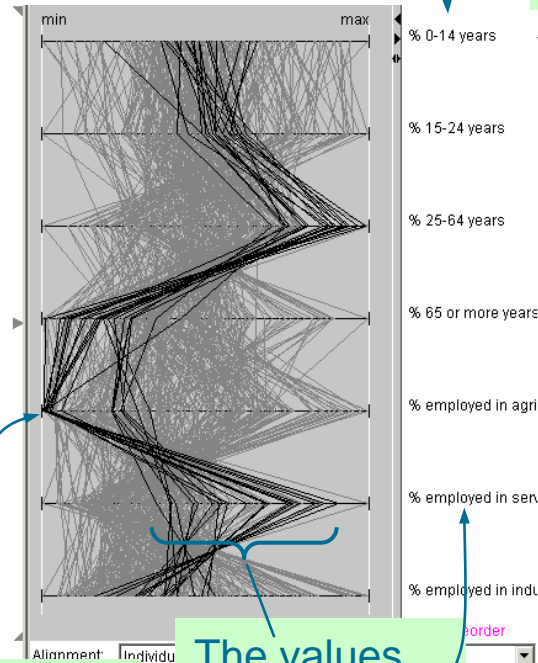 min max
% 0-14 years
% 15-24 years
% 25-64 years
% 65 or more years
% employed in agri
% employed in serv
% employed in indu
eorder
Alignment: Individu
The values